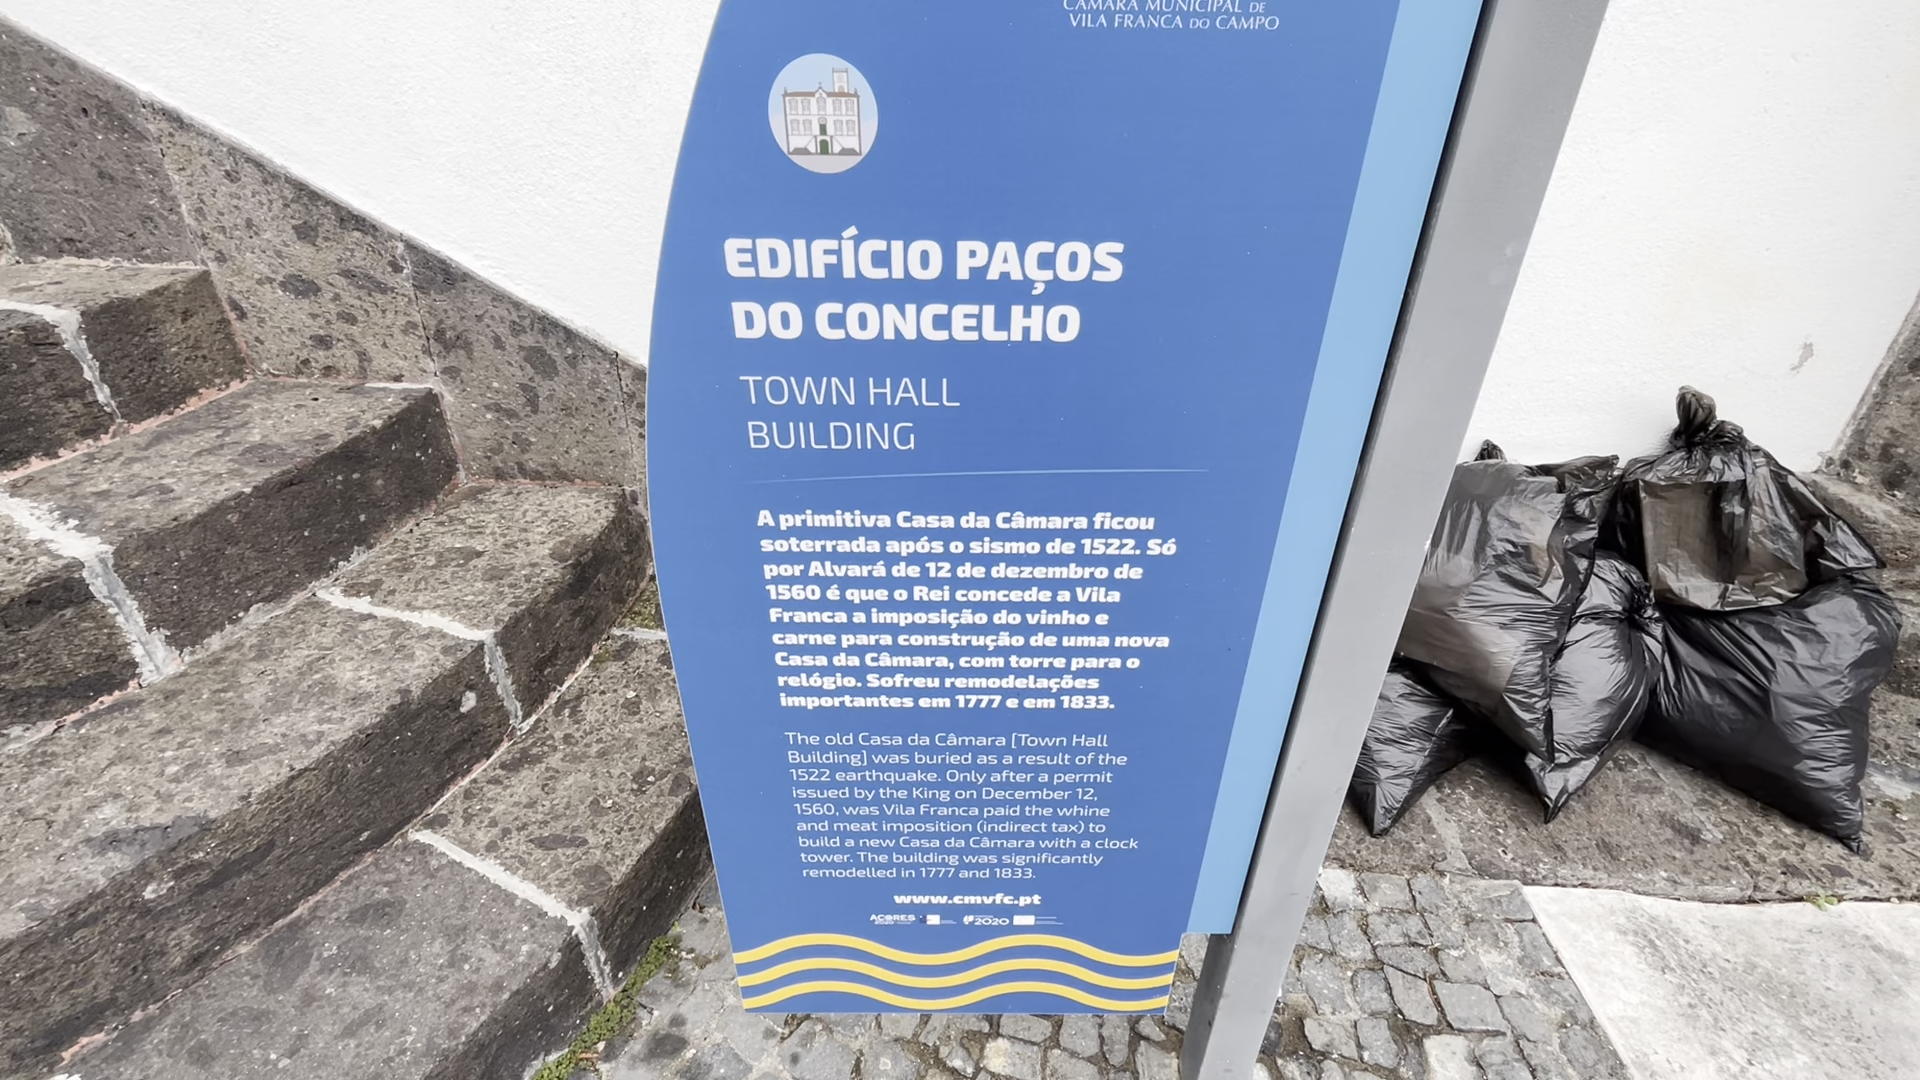 CÂMARA MUNICIPAL DE
VILA FRANCA DO CAMPO
EDIFÍCIO PAÇOS
DO CONCELHO
TOWN HALL
BUILDING
A primitiva Casa da Câmara ficou
soterrada após o sismo de 1522. Só
por Alvará de 12 de dezembro de
1560 é que o Rei concede a Vila
Franca a imposição do vinho e
carne para construção de uma nova
Casa da Câmara, com torre para o
relógio. Sofreu remodelações
importantes em 1777 e em 1833.
The old Casa da Câmara [Town Hall
Building] was buried as a result of the
1522 earthquake. Only after a permit
issued by the King on December 12,
1560, was Vila Franca paid the whine
and meat imposition (indirect tax) to
build a new Casa da Câmara with a clock
tower. The building was significantly
remodelled in 1777 and 1833.
www.cmvfc.pt
AÇORES 2020